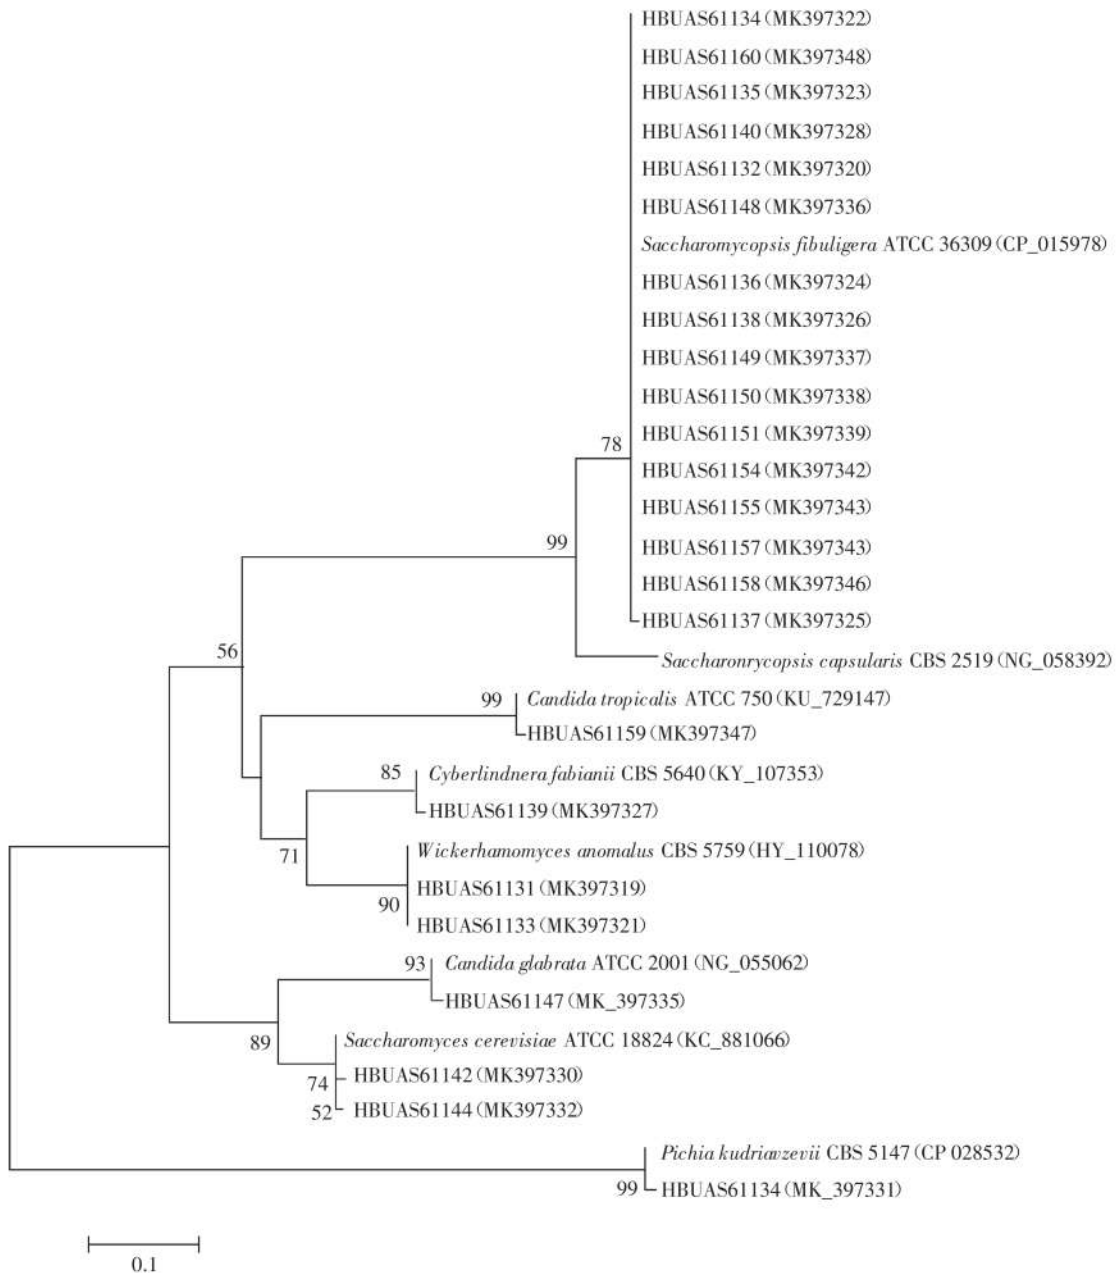 HBUAS61134(MK397322)
HBUAS61160(MK397348)
HBUAS61135(MK397323)
HBUAS61140(MK397328)
HBUAS61132(MK397320)
HBUAS61148(MK397336)
Saccharomycopsis fibuligera ATCC 36309(CP_015978)
HBUAS61136(MK397324)
HBUAS61138(MK397326)
HBUAS61149(MK397337)
HBUAS61150(MK397338)
HBUAS61151(MK397339)
78
HBUAS61154(MK397342)
HBUAS61155(MK397343)
HBUAS61157(MK397343)
99
HBUAS61158(MK397346)
HBUAS61137(MK397325)
56
Saccharonrycopsis capsularis CBS 2519(NG_058392)
99 Candida tropicalis ATCC 750(KU_729147)
HBUAS61159(MK397347)
85 Cyberlindnera fabianii CBS 5640(KY_107353)
HBUAS61139(MK397327)
Wickerhamomyces anomalus CBS 5759(HY_110078)
71
HBUAS61131(MK397319)
90
HBUAS61133(MK397321)
93 Candida glabrata ATCC 2001(NG_055062)
HBUAS61147(MK_397335)
89 Saccharomyces cerevisiae ATCC 18824(KC_881066)
74 HBUAS61142(MK397330)
52 HBUAS61144(MK397332)
Pichia kudriavzevii CBS 5147(CP 028532)
99 HBUAS61134(MK_397331)
0.1